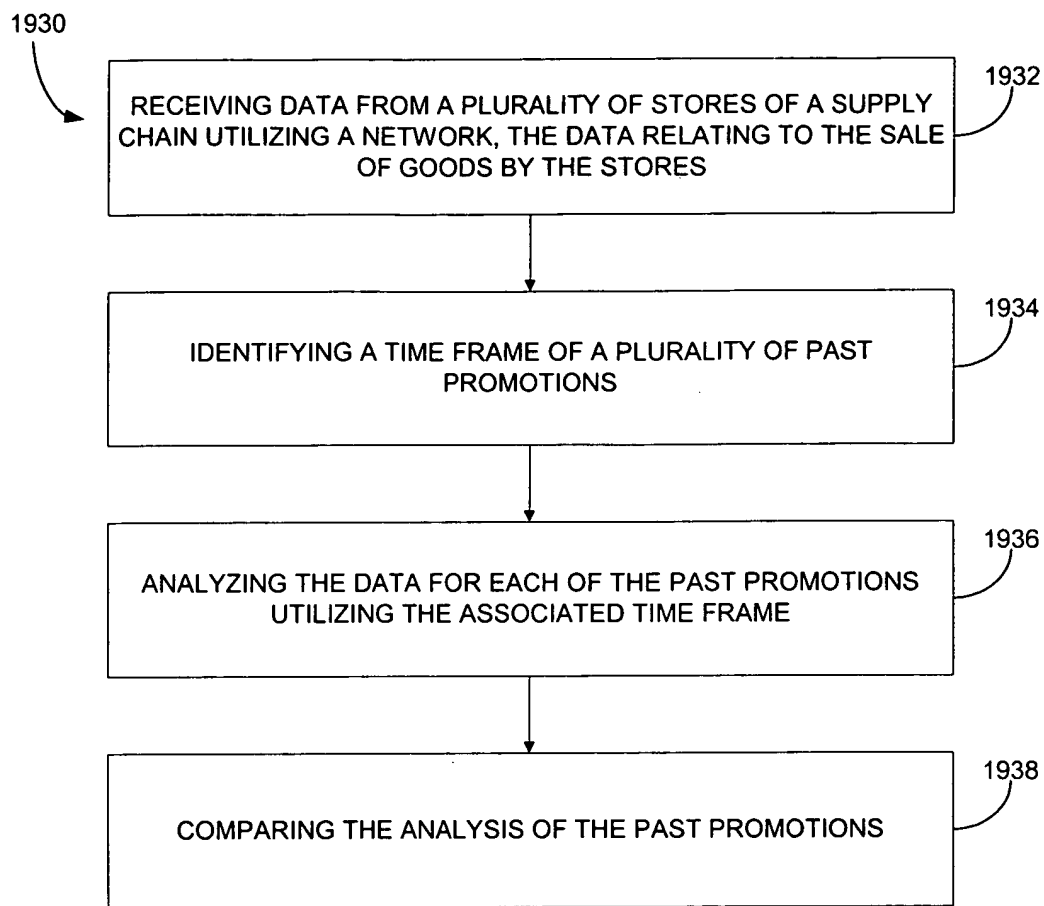 1930
1932
RECEIVING DATA FROM A PLURALITY OF STORES OF A SUPPLY
CHAIN UTILIZING A NETWORK, THE DATA RELATING TO THE SALE
OF GOODS BY THE STORES
1934
IDENTIFYING A TIME FRAME OF A PLURALITY OF PAST
PROMOTIONS
1936
ANALYZING THE DATA FOR EACH OF THE PAST PROMOTIONS
UTILIZING THE ASSOCIATED TIME FRAME
1938
COMPARING THE ANALYSIS OF THE PAST PROMOTIONS